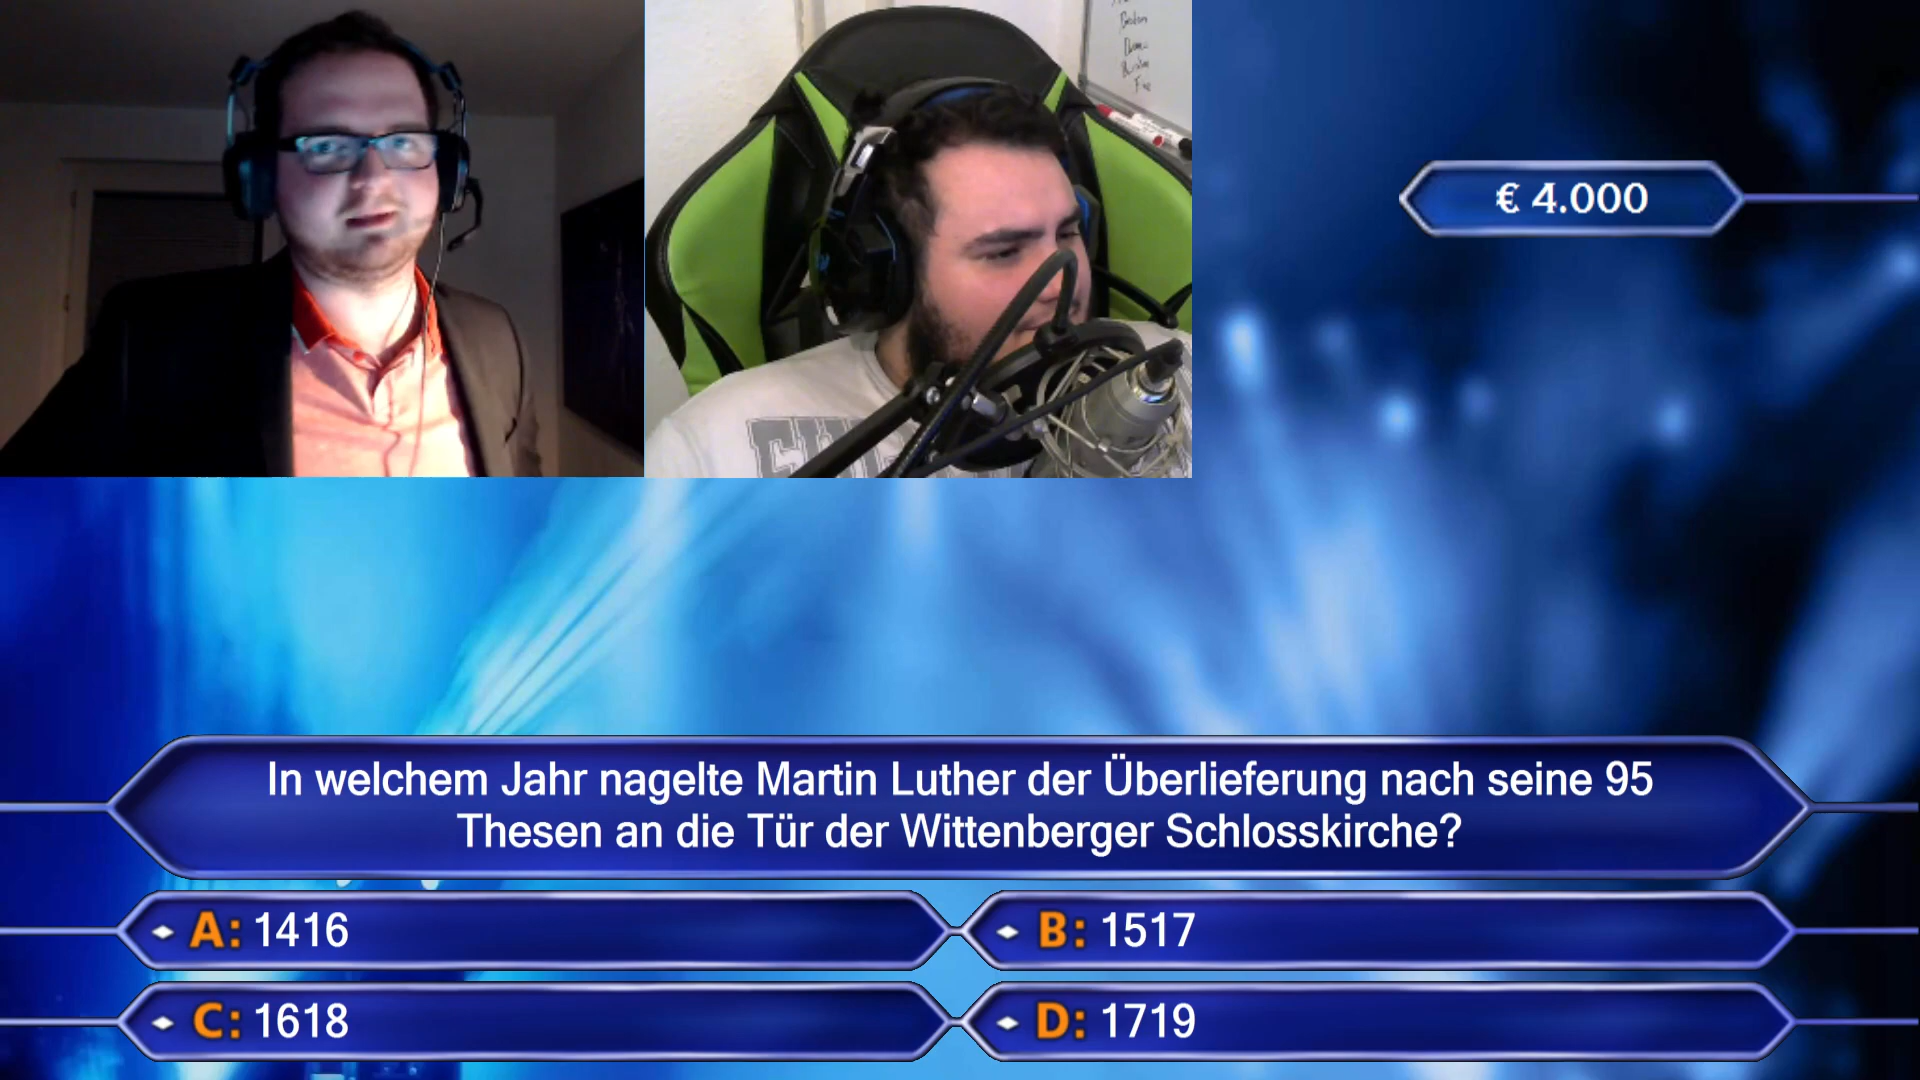 € 4.000
In welchem Jahr nagelte Martin Luther der Überlieferung nach seine 95
Thesen an die Tür der Wittenberger Schlosskirche?
A: 1416
B: 1517
C: 1618
D: 1719